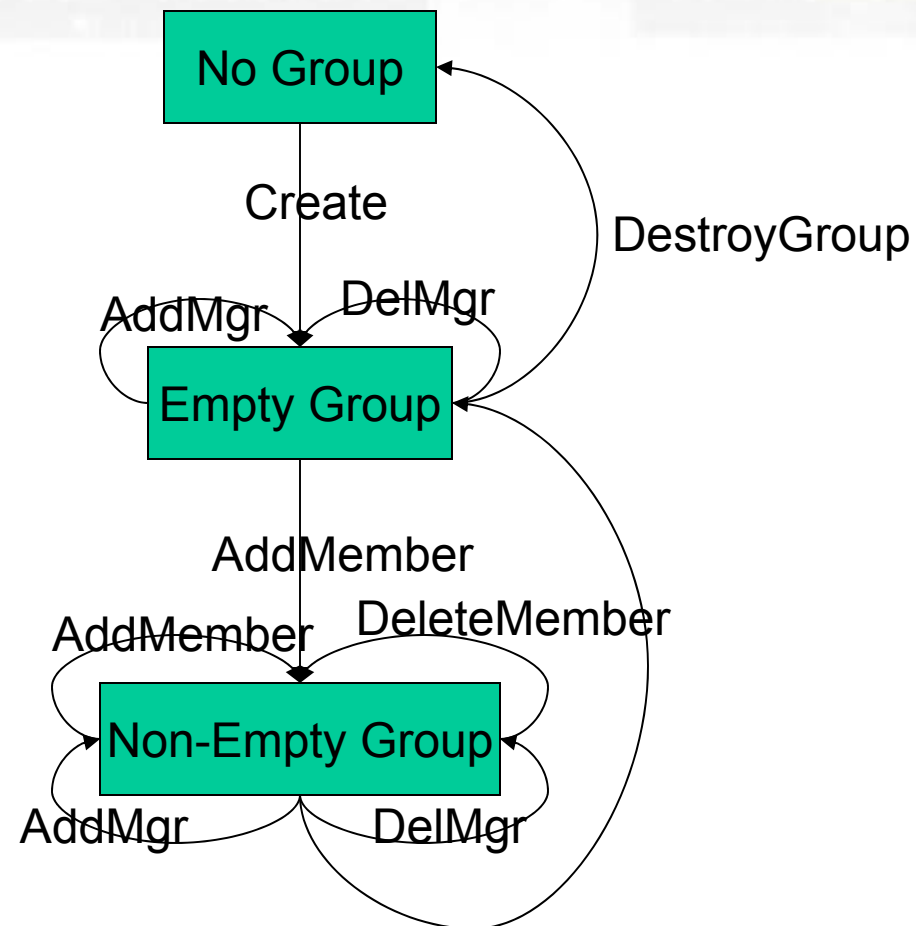 No Group
Create
DestroyGroup
AddMgr
DelMgr
Empty Group
AddMember
AddMember
DeleteMember
Non-Empty Group
AddMgr
DelMgr